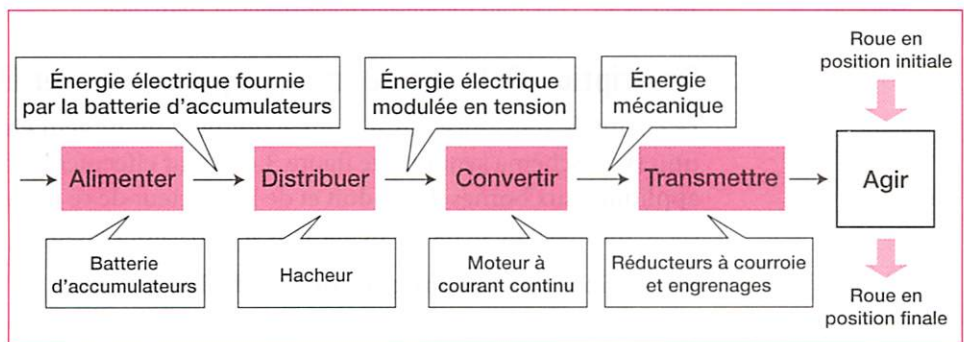 Roue en
position initiale
Énergie électrique fournie
par la batterie d'accumulateurs
Énergie électrique
modulée en tension
Énergie
mécanique
Alimenter
Distribuer
Convertir
Transmettre
Agir
Batterie
d'accumulateurs
Hacheur
Moteur à
courant continu
Réducteurs à courroie
et engrenages
Roue en
position finale